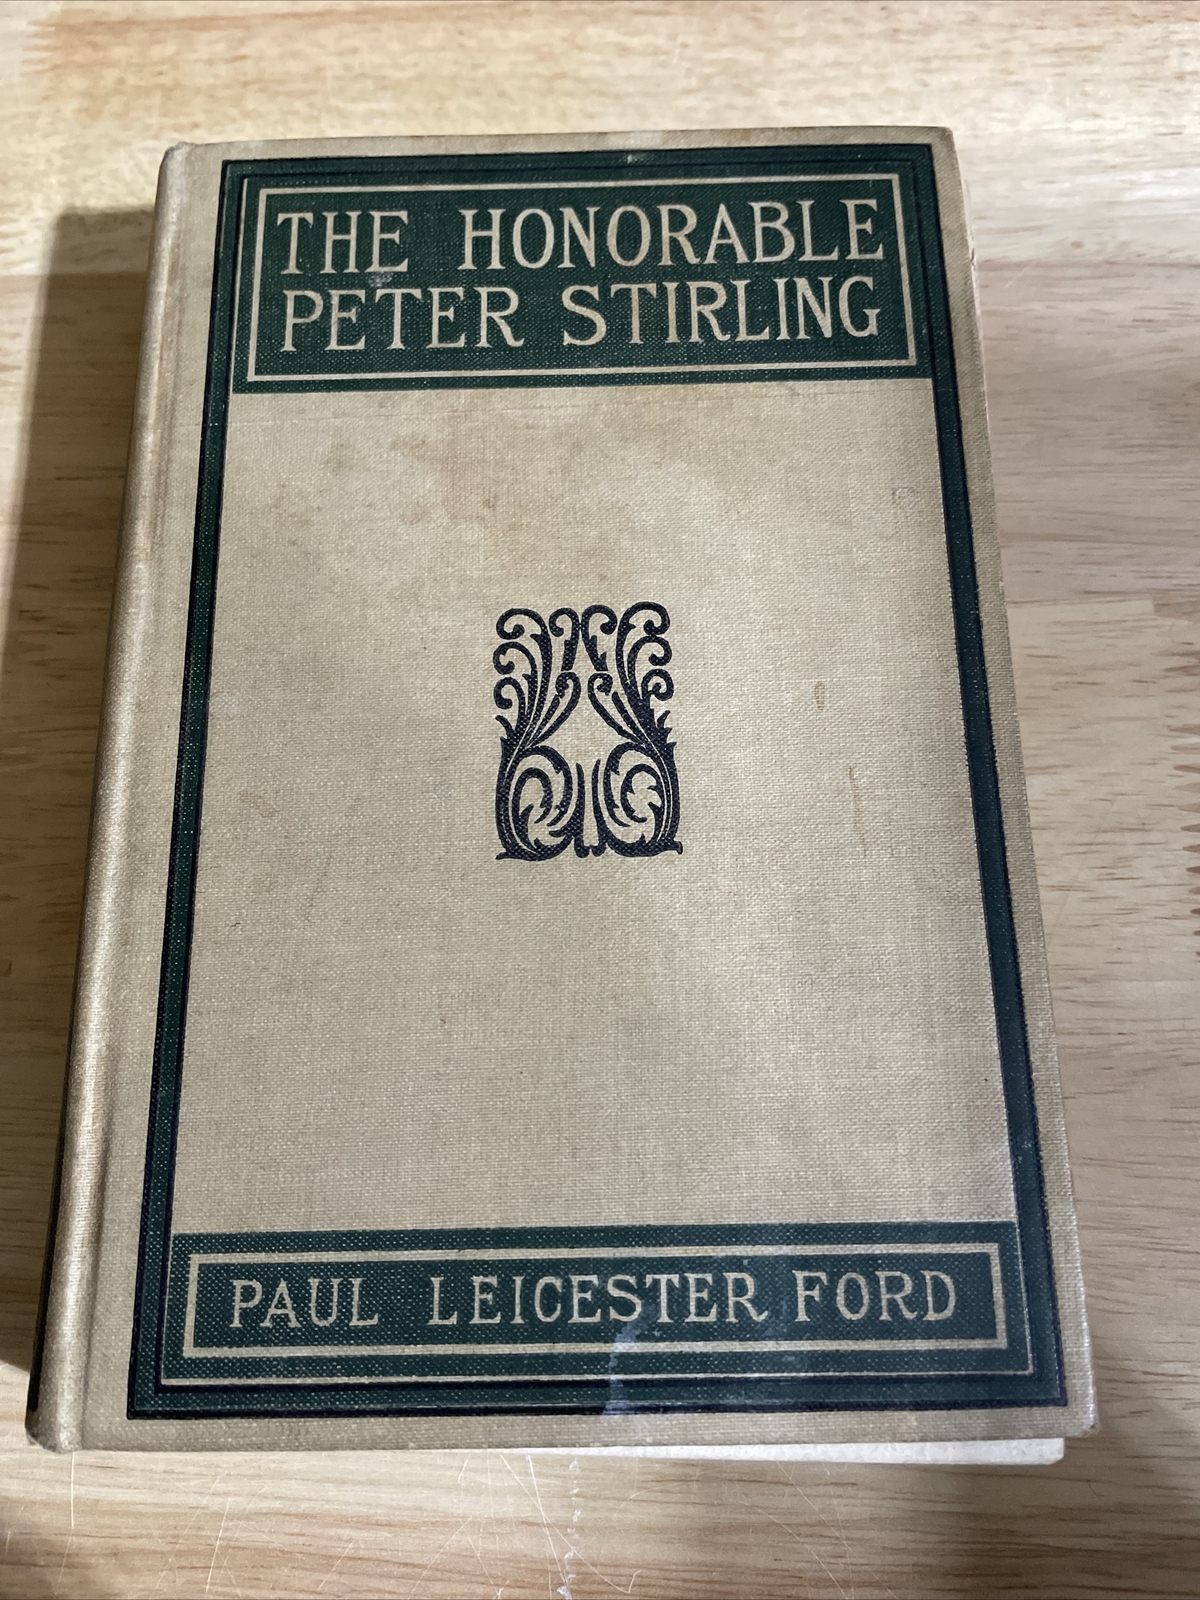 THE HONORABLE
PETER STIRLING
PAUL LEICESTER FORD